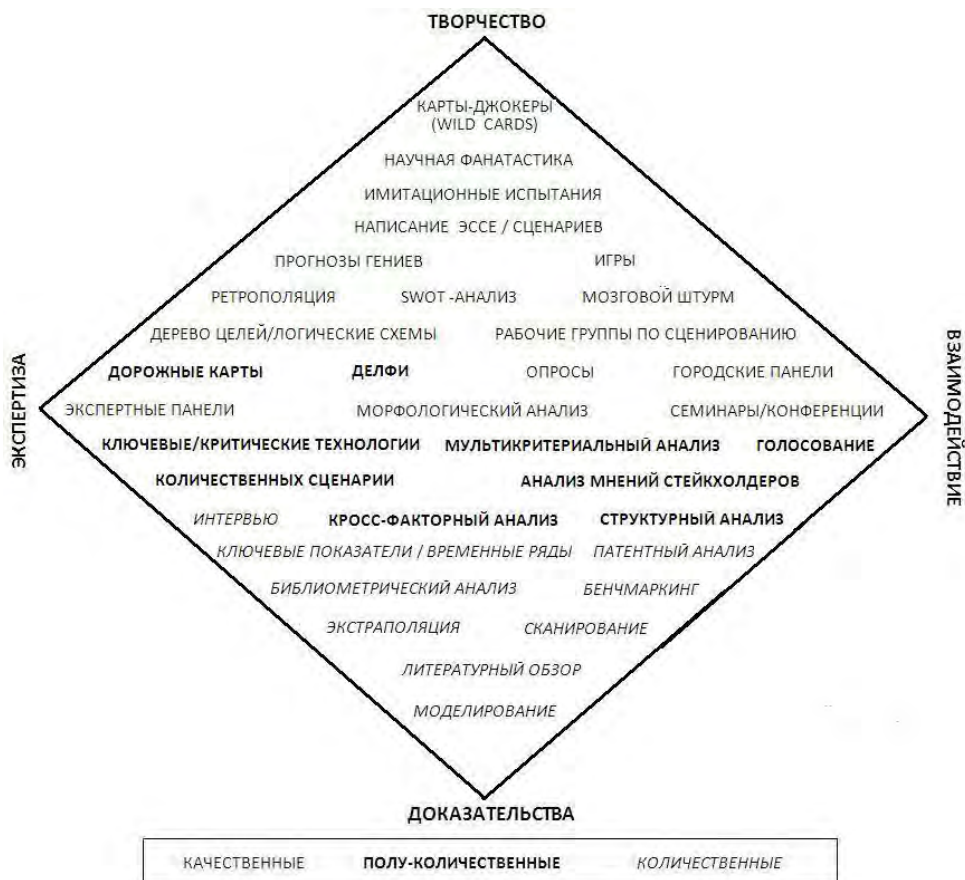 ТВОРЧЕСТВО
КАРТЫ-ДЖОКЕРЫ
(WILD CARDS)
НАУЧНАЯ ФАНАТАСТИКА
ИМИТАЦИОННЫЕ ИСПЫТАНИЯ
НАПИСАНИЕ ЭССЕ / СЦЕНАРИЕВ
ПРОГНОЗЫ ГЕНИЕВ ИГРЫ
РЕТРОПОЛЯЦИЯ SWOT -АНАЛИЗ МОЗГОВОЙ ШТУРМ
ДЕРЕВО ЦЕЛЕЙ/ЛОГИЧЕСКИЕ СХЕМЫ РАБОЧИЕ ГРУППЫ ПО СЦЕНИРОВАНИЮ
ДОРОЖНЫЕ КАРТЫ ДЕЛФИ ОПРОСЫ ГОРОДСКИЕ ПАНЕЛИ
ЭКСПЕРТИЗА
ВЗАИМОДЕЙСТВИЕ
ЭКСПЕРТНЫЕ ПАНЕЛИ МОРФОЛОГИЧЕСКИЙ АНАЛИЗ СЕМИНАРЫ/КОНФЕРЕНЦИИ
КЛЮЧЕВЫЕ/КРИТИЧЕСКИЕ ТЕХНОЛОГИИ МУЛЬТИКРИТЕРИАЛЬНЫЙ АНАЛИЗ ГОЛОСОВАНИЕ
КОЛИЧЕСТВЕННЫХ СЦЕНАРИИ АНАЛИЗ МНЕНИЙ СТЕЙКХОЛДЕРОВ
ИНТЕРВЬЮ КРОСС-ФАКТОРНЫЙ АНАЛИЗ СТРУКТУРНЫЙ АНАЛИЗ
КЛЮЧЕВЫЕ ПОКАЗАТЕЛИ / ВРЕМЕННЫЕ РЯДЫ ПАТЕНТНЫЙ АНАЛИЗ
БИБЛИОМЕТРИЧЕСКИЙ АНАЛИЗ БЕНЧМАРКИНГ
ЭКСТРАПОЛЯЦИЯ СКАНИРОВАНИЕ
ЛИТЕРАТУРНЫЙ ОБЗОР
МОДЕЛИРОВАНИЕ
ДОКАЗАТЕЛЬСТВА
КАЧЕСТВЕННЫЕ ПОЛУ-КОЛИЧЕСТВЕННЫЕ КОЛИЧЕСТВЕННЫЕ